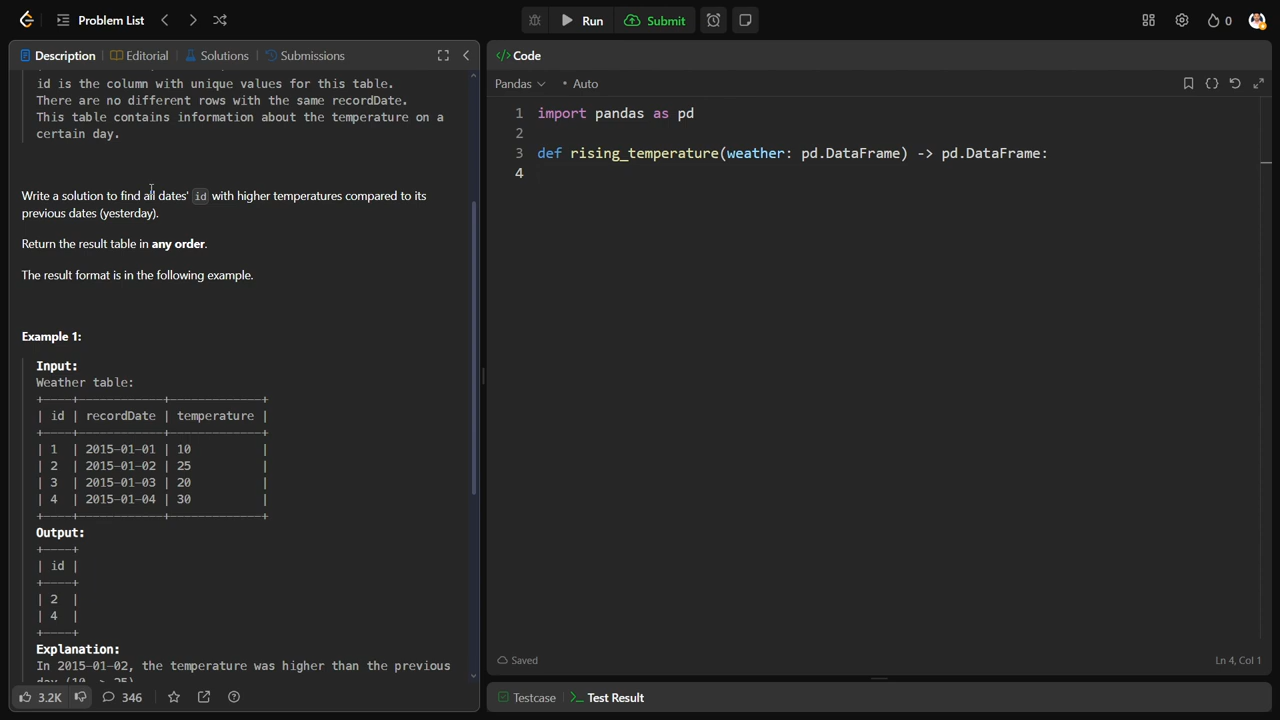 Problem List
Run
Submit
0
Description
Editorial
Solutions
Submissions
</> Code
id is the column with unique values for this table.
There are no different rows with the same recordDate.
This table contains information about the temperature on a
certain day.
Write a solution to find all dates' id with higher temperatures compared to its
previous dates (yesterday).
Return the result table in any order.
The result format is in the following example.
Example 1:
Input:
Weather table:
+----+------------+-------------+
| id | recordDate | temperature |
+----+------------+-------------+
| 1  | 2015-01-01 | 10          |
| 2  | 2015-01-02 | 25          |
| 3  | 2015-01-03 | 20          |
| 4  | 2015-01-04 | 30          |
+----+------------+-------------+
Output:
+----+
| id |
+----+
| 2  |
| 4  |
+----+
Explanation:
In 2015-01-02, the temperature was higher than the previous
day (10 -> 25).
3.2K
346
Pandas
Auto
1 import pandas as pd
2
3 def rising_temperature(weather: pd.DataFrame) -> pd.DataFrame:
4
Saved
Ln 4, Col 1
Testcase
Test Result